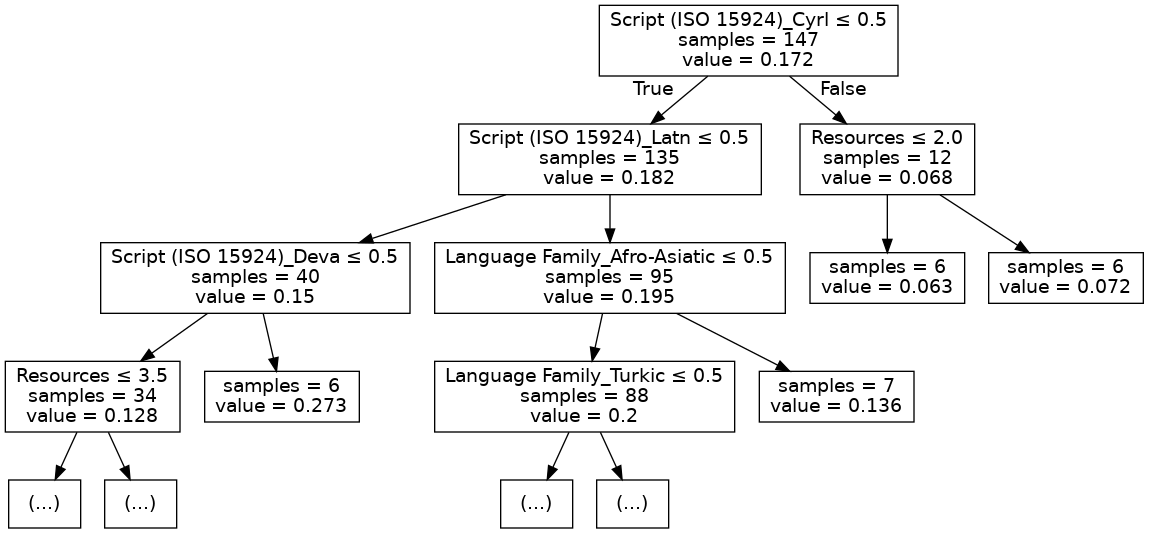 Script (ISO 15924)_Cyrl ≤ 0.5
samples = 147
value = 0.172
True
False
Script (ISO 15924)_Latn ≤ 0.5
samples = 135
value = 0.182
Resources ≤ 2.0
samples = 12
value = 0.068
Script (ISO 15924)_Deva ≤ 0.5
samples = 40
value = 0.15
Language Family_Afro-Asiatic ≤ 0.5
samples = 95
value = 0.195
samples = 6
value = 0.063
samples = 6
value = 0.072
Resources ≤ 3.5
samples = 34
value = 0.128
samples = 6
value = 0.273
Language Family_Turkic ≤ 0.5
samples = 88
value = 0.2
samples = 7
value = 0.136
(...)
(...)
(...)
(...)